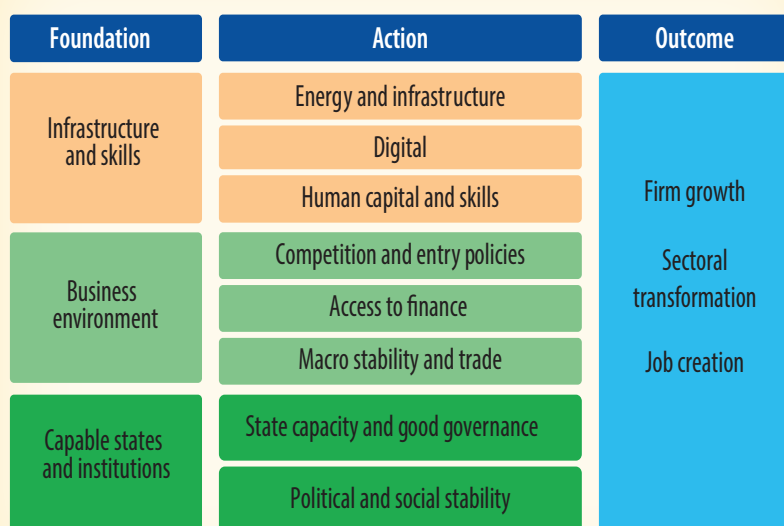 Foundation
Action
Outcome
Infrastructure
and skills
Energy and infrastructure
Digital
Human capital and skills
Business
environment
Competition and entry policies
Access to finance
Macro stability and trade
Capable states
and institutions
State capacity and good governance
Political and social stability
Firm growth
Sectoral
transformation
Job creation